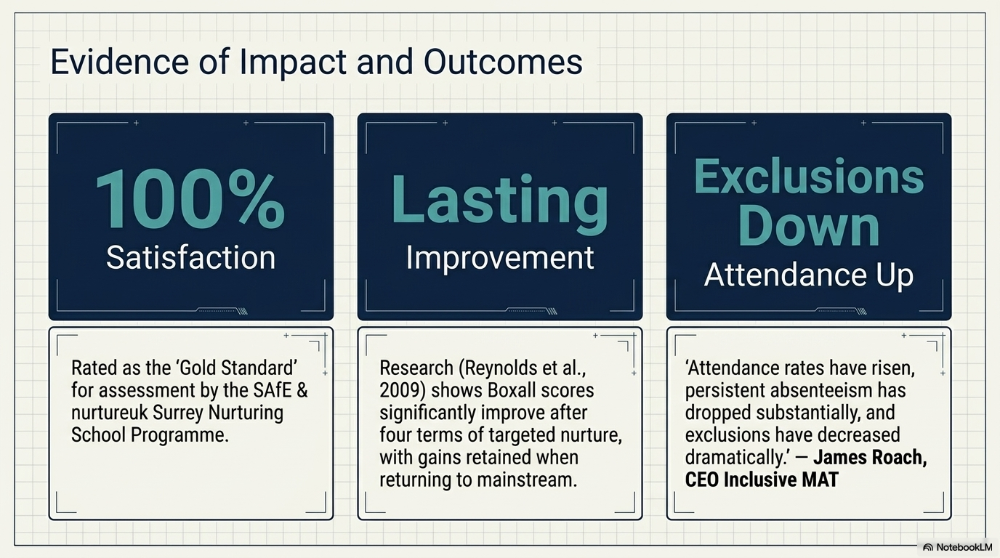 Evidence of Impact and Outcomes
100%
Satisfaction
Rated as the ‘Gold Standard’
for assessment by the SAfE &
nurtureuk Surrey Nurturing
School Programme.
Lasting
Improvement
Research (Reynolds et al.,
2009) shows Boxall scores
significantly improve after
four terms of targeted nurture,
with gains retained when
returning to mainstream.
Exclusions
Down
Attendance Up
‘Attendance rates have risen,
persistent absenteeism has
dropped substantially, and
exclusions have decreased
dramatically.’ — James Roach,
CEO Inclusive MAT
NotebookLM